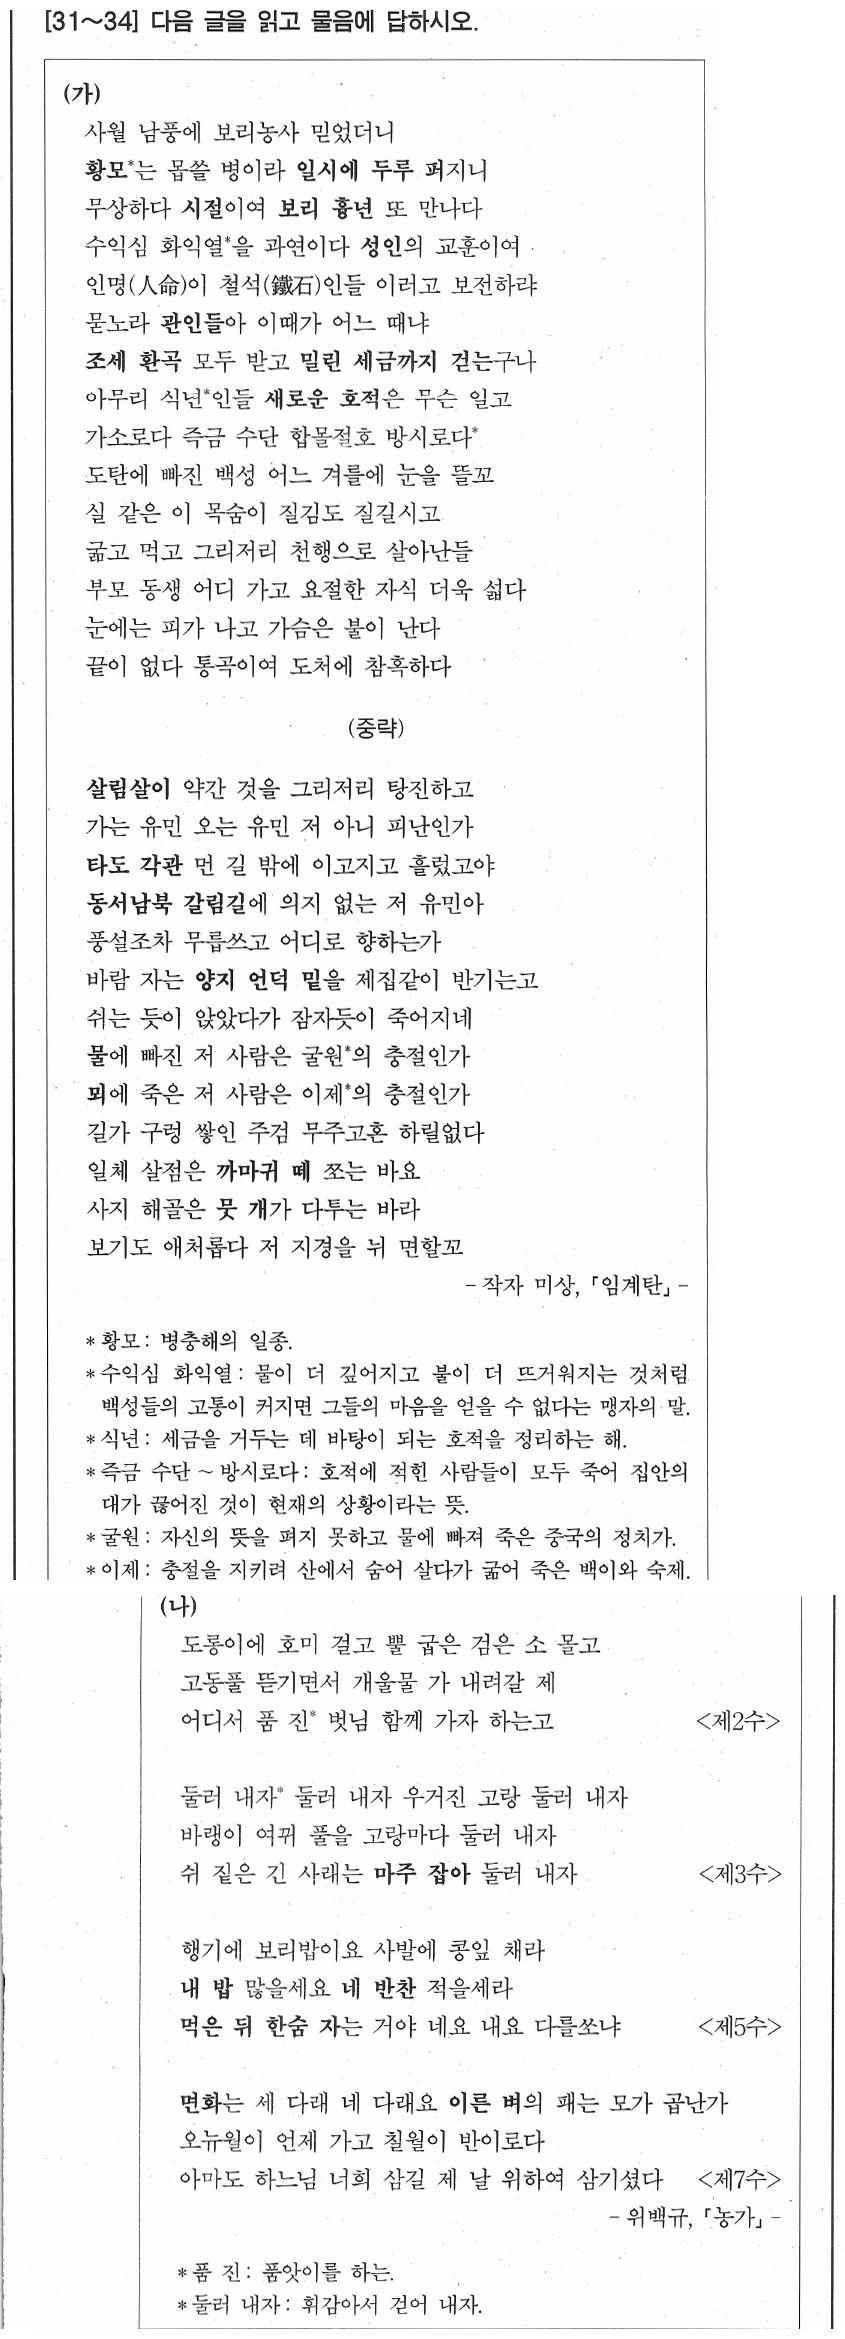 [31~34] 다음 글을 읽고 물음에 답하시오.
(가)
사월 남풍에 보리농사 믿었더니
황모*는 몹쓸 병이라 일시에 두루 퍼지니
무상하다 시절이여 보리 흉년 또 만나다
수익심 화익열*을 과연이다 성인의 교훈이여
인명(人命)이 철석(鐵石)인들 이러고 보전하랴
묻노라 관인들아 이때가 어느 때냐
조세 환곡 모두 받고 밀린 세금까지 걷는구나
아무리 식년*인들 새로운 호적은 무슨 일고
가소로다 즉금 수단 합몰절호 방시로다*
도탄에 빠진 백성 어느 겨를에 눈을 뜰꼬
실 같은 이 목숨이 질김도 질길시고
굶고 먹고 그리저리 천행으로 살아난들
부모 동생 어디 가고 요절한 자식 더욱 섧다
눈에는 피가 나고 가슴은 불이 난다
끝이 없다 통곡이여 도처에 참혹하다
(중략)
살림살이 약간 것을 그리저리 탕진하고
가는 유민 오는 유민 저 아니 피난인가
타도 각관 먼 길 밖에 이고지고 흘렀고야
동서남북 갈림길에 의지 없는 저 유민아
풍설조차 무릅쓰고 어디로 향하는가
바람 자는 양지 언덕 밑을 제집같이 반기는고
쉬는 듯이 앉았다가 잠자듯이 죽어지네
물에 빠진 저 사람은 굴원*의 충절인가
뫼에 죽은 저 사람은 이제*의 충절인가
길가 구렁 쌓인 주검 무주고혼 하릴없다
일체 살점은 까마귀 떼 쪼는 바요
사지 해골은 뭇 개가 다투는 바라
보기도 애처롭다 저 지경을 뉘 면할꼬
- 작자 미상, 「임계탄」 -
* 황모: 병충해의 일종.
* 수익심 화익열: 물이 더 깊어지고 불이 더 뜨거워지는 것처럼
백성들의 고통이 커지면 그들의 마음을 얻을 수 없다는 맹자의 말.
* 식년: 세금을 거두는 데 바탕이 되는 호적을 정리하는 해.
* 즉금 수단 ~ 방시로다: 호적에 적힌 사람들이 모두 죽어 집안의
대가 끊어진 것이 현재의 상황이라는 뜻.
* 굴원: 자신의 뜻을 펴지 못하고 물에 빠져 죽은 중국의 정치가.
* 이제: 충절을 지키려 산에서 숨어 살다가 굶어 죽은 백이와 숙제.
(나)
도롱이에 호미 걸고 뿔 굽은 검은 소 몰고
고동풀 뜯기면서 개울물 가 내려갈 제
어디서 품 진* 벗님 함께 가자 하는고 <제2수>
둘러 내자* 둘러 내자 우거진 고랑 둘러 내자
바랭이 여뀌 풀을 고랑마다 둘러 내자
쉬 짙은 긴 사래는 마주 잡아 둘러 내자 <제3수>
행기에 보리밥이요 사발에 콩잎 채라
내 밥 많을세요 네 반찬 적을세라
먹은 뒤 한숨 자는 거야 네요 내요 다를쏘냐 <제5수>
면화는 세 다래 네 다래요 이른 벼의 패는 모가 곱난가
오뉴월이 언제 가고 칠월이 반이로다
아마도 하느님 너희 삼길 제 날 위하여 삼기셨다 <제7수>
- 위백규, 「농가」 -
* 품 진: 품앗이를 하는.
* 둘러 내자: 휘감아서 걷어 내자.